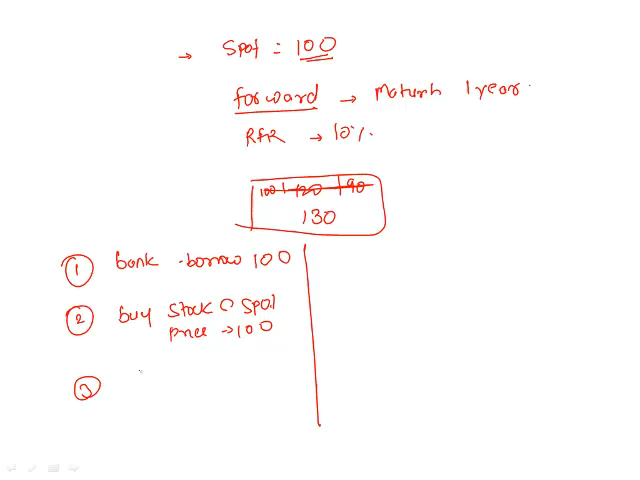 → Spot = 100
forward → Maturity 1 year.
RFR → 10%
100 | 120 | 90
130
1 bank - borrow 100
2 buy Stock @ Spot
price → 100
3